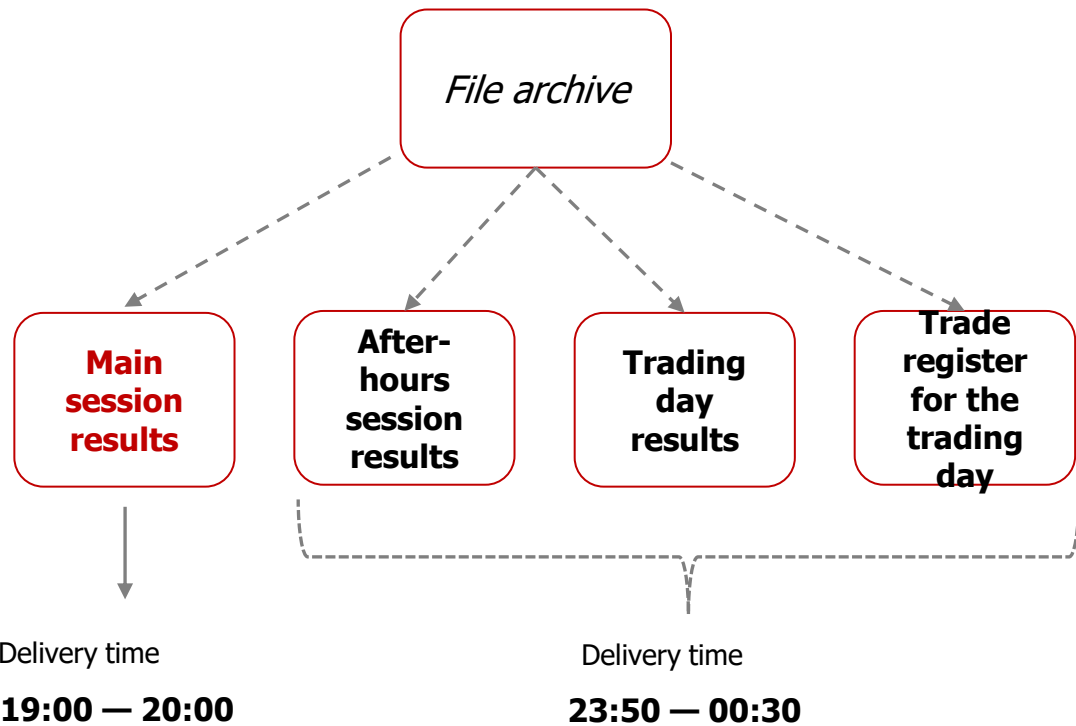 File archive
Main
session
results
After-
hours
session
results
Trading
day
results
Trade
register
for the
trading
day
Delivery time
19:00 — 20:00
Delivery time
23:50 — 00:30